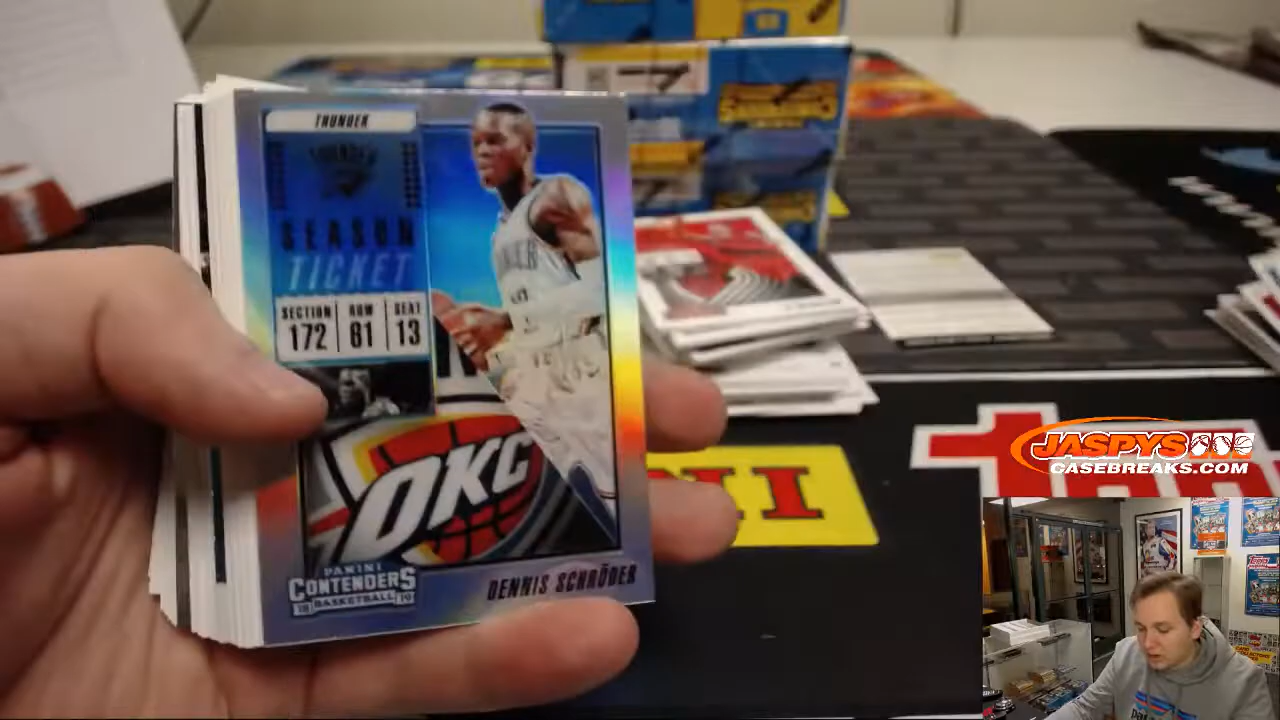 THUNDER
SEASON
TICKET
SECTION ROW SEAT
172 61 13
OKC
PANINI
CONTENDERS
18 BASKETBALL 19
DENNIS SCHRÖDER
JASPYS
CASEBREAKS.COM